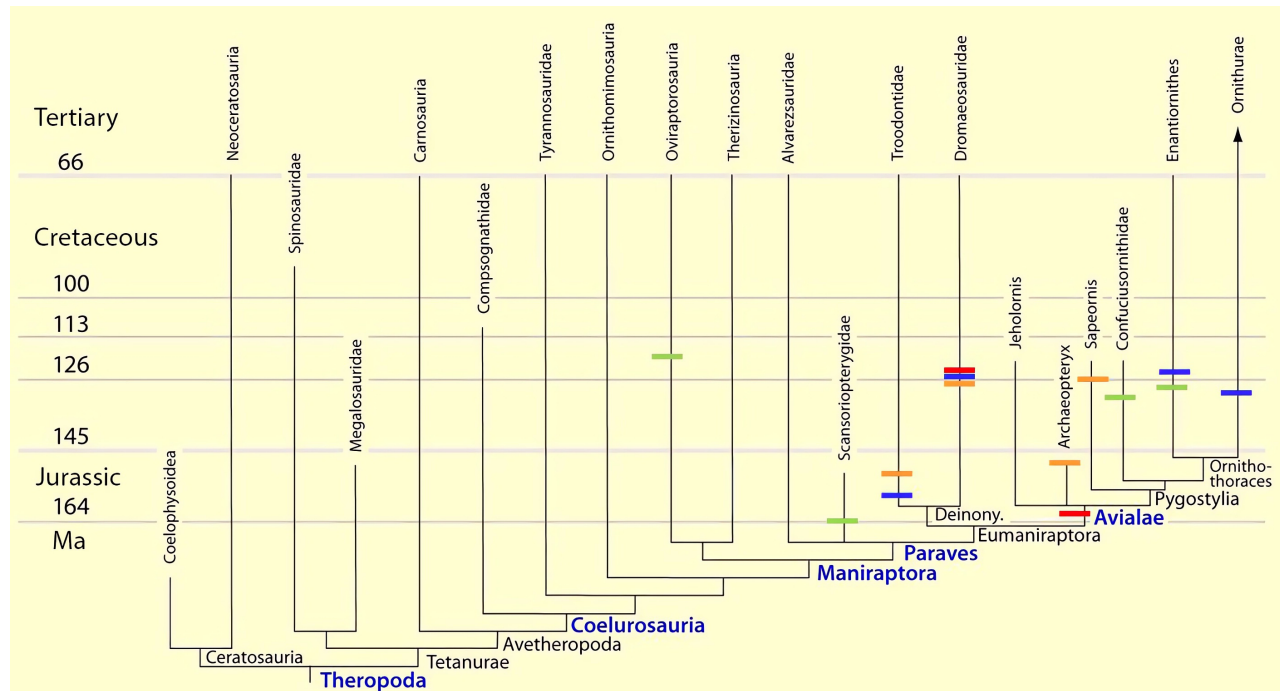 Tertiary
66
Cretaceous
100
113
126
145
Jurassic
164
Ma
Coelophysoidea
Neoceratosauria
Spinosauridae
Megalosauridae
Carnosauria
Compsognathidae
Tyrannosauridae
Ornithomimosauria
Oviraptorosauria
Therizinosauria
Alvarezsauridae
Scansoriopterygidae
Troodontidae
Dromaeosauridae
Jeholornis
Archaeopteryx
Sapeornis
Confuciusornithidae
Enantiornithes
Ornithurae
Ornitho-
thoraces
Pygostylia
Avialae
Deinony.
Eumaniraptora
Paraves
Maniraptora
Coelurosauria
Avetheropoda
Tetanurae
Ceratosauria
Theropoda